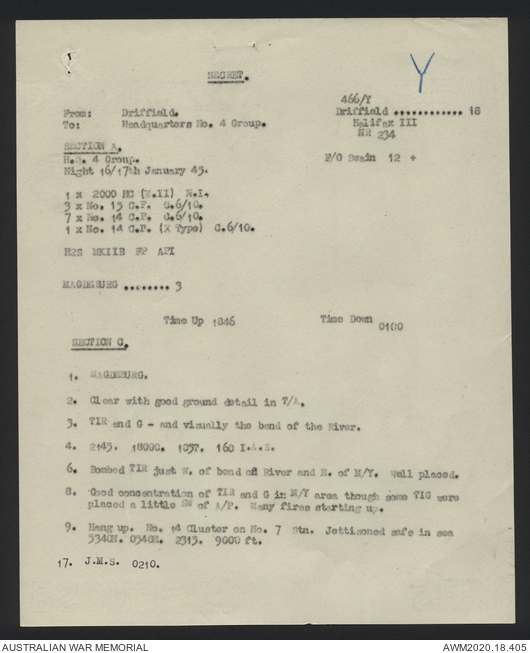 Y
SECRET.
466/Y
From: Driffield. Driffield ............. 18
To: Headquarters No. 4 Group. Halifax III
NR 234
SECTION A.
H.Q. 4 Group. F/O Swain 12 +
Night 16/17th January 45.
1 x 2000 HC (M.II) N.I.
3 x No. 15 C.P. C.6/10.
7 x No. 14 C.P. C.6/10.
1 x No. 14 C.P. (X Type) C.6/10.
H2S MKIIB FP API
MAGDEBURG ........ 3
Time Up 1846 Time Down 0100
SECTION C.
1. MAGDEBURG.
2. Clear with good ground detail in T/A.
3. TIR and G - and visually the bend of the River.
4. 2145. 18000. 105T. 160 I.A.S.
6. Bombed TIR just W. of bend of River and E. of M/Y. Well placed.
8. Good concentration of TIR and G in M/Y area though some TIG were
placed a little SW of A/P. Many fires starting up.
9. Hang up. No. 14 Cluster on No. 7 Stn. Jettisoned safe in sea
5340N. 0540E. 2315. 9000 ft.
17. J.M.S. 0210.
AUSTRALIAN WAR MEMORIAL AWM2020.18.405